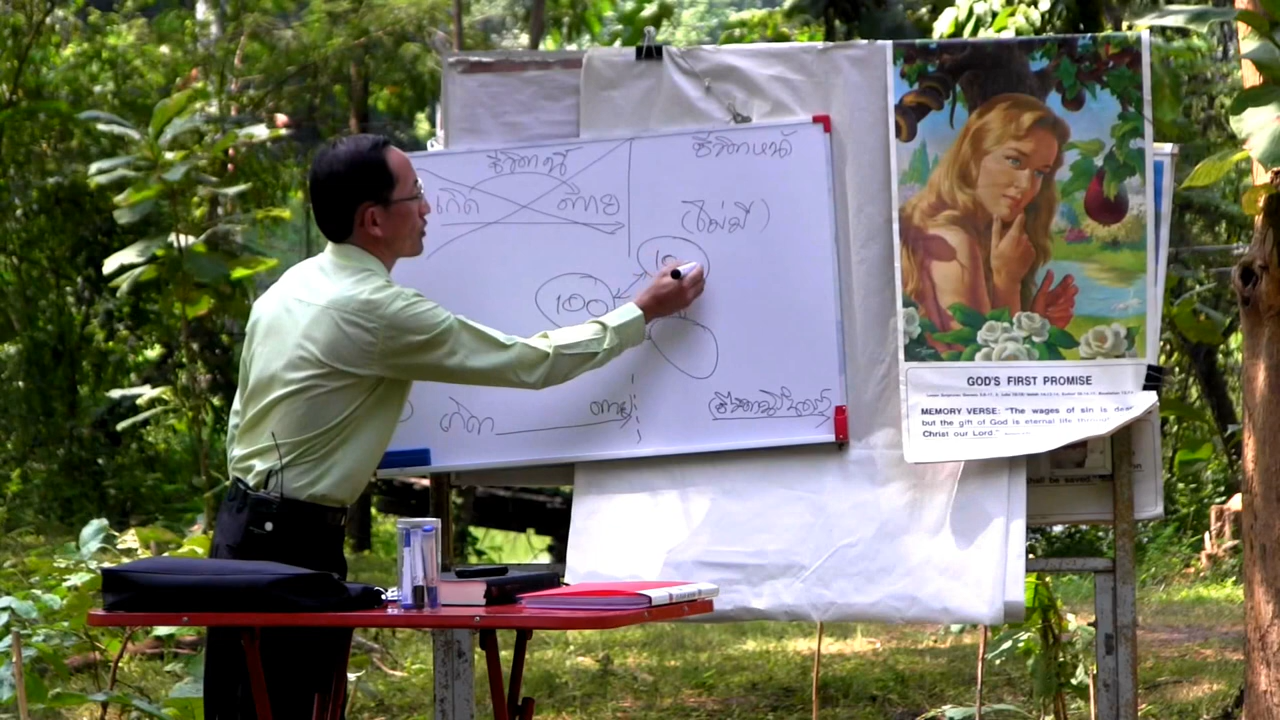 ชีวิตนี้
ชีวิตหน้า
เกิด ตาย
(ไม่มี)
100
เกิด ตาย
GOD'S FIRST PROMISE
MEMORY VERSE: "The wages of sin is
but the gift of God is eternal life
Christ our Lord."
be saved."